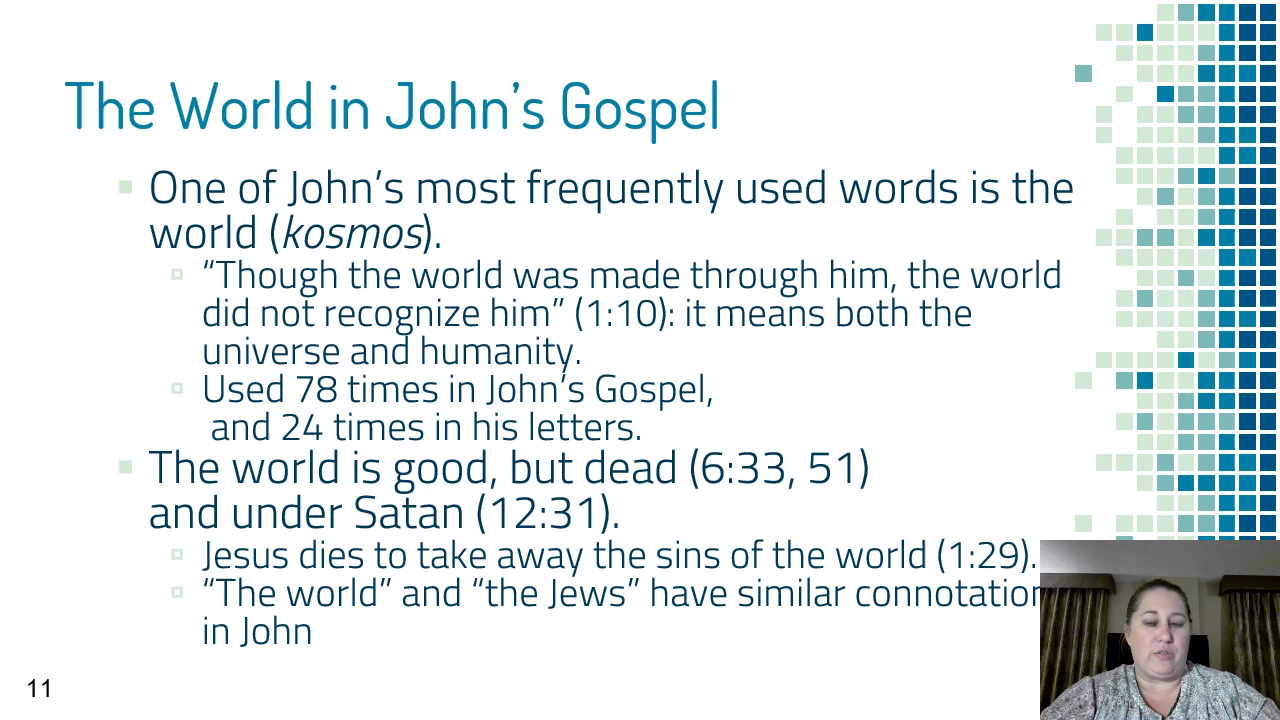 The World in John’s Gospel
One of John’s most frequently used words is the
world (kosmos).
“Though the world was made through him, the world
did not recognize him” (1:10): it means both the
universe and humanity.
Used 78 times in John’s Gospel,
and 24 times in his letters.
The world is good, but dead (6:33, 51)
and under Satan (12:31).
Jesus dies to take away the sins of the world (1:29).
“The world” and “the Jews” have similar connotation
in John
11